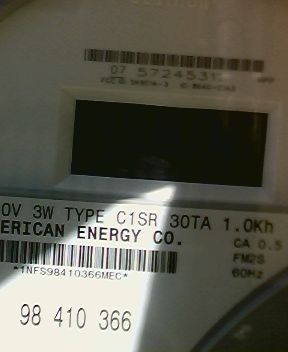 07 57245312
0V 3W TYPE C1SR 30TA 1.0Kh
ERICAN ENERGY CO.
CA 0.5
FM2S
60Hz
*1NFS98410366MEC*
98 410 366